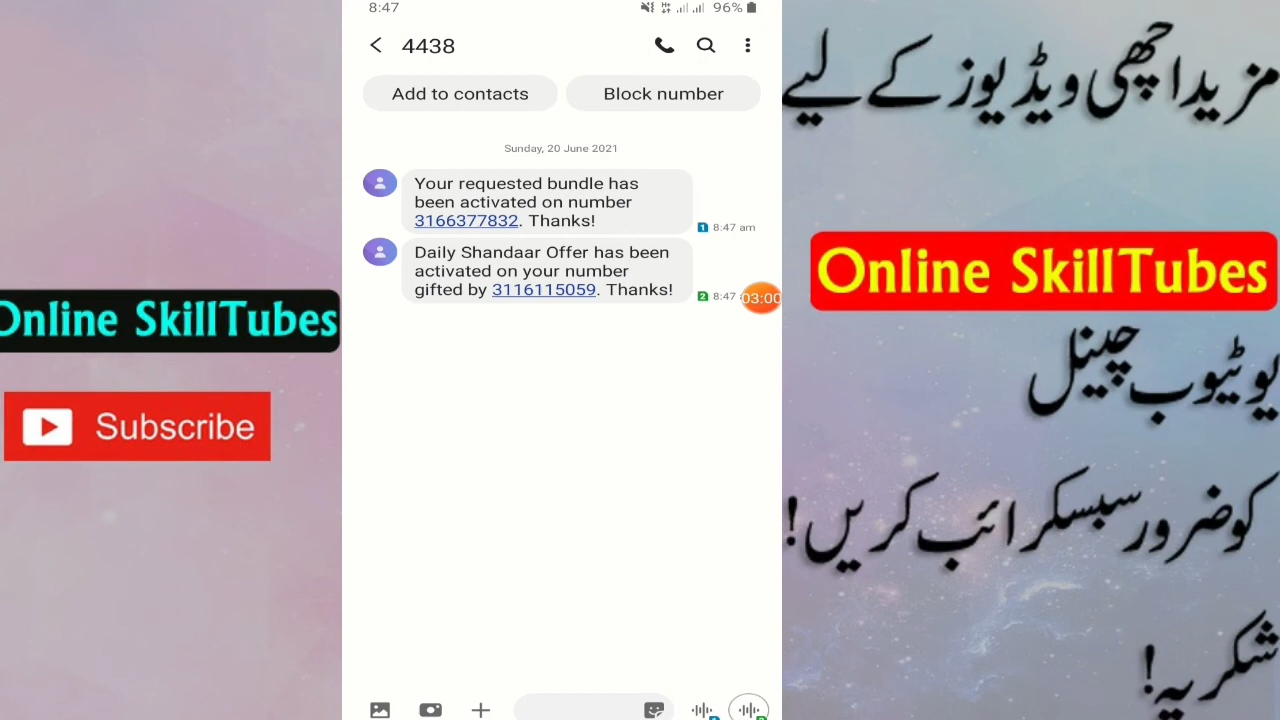 Online SkillTubes
Subscribe
8:47
96%
4438
Add to contacts
Block number
Sunday, 20 June 2021
Your requested bundle has
been activated on number
3166377832. Thanks!
1 8:47 am
Daily Shandaar Offer has been
activated on your number
gifted by 3116115059. Thanks!
2 8:47
03:00
مزید اچھی ویڈیوز کے لیے
Online SkillTubes
یوٹیوب چینل
کو ضرور سبسکرائب کریں!
شکریہ!